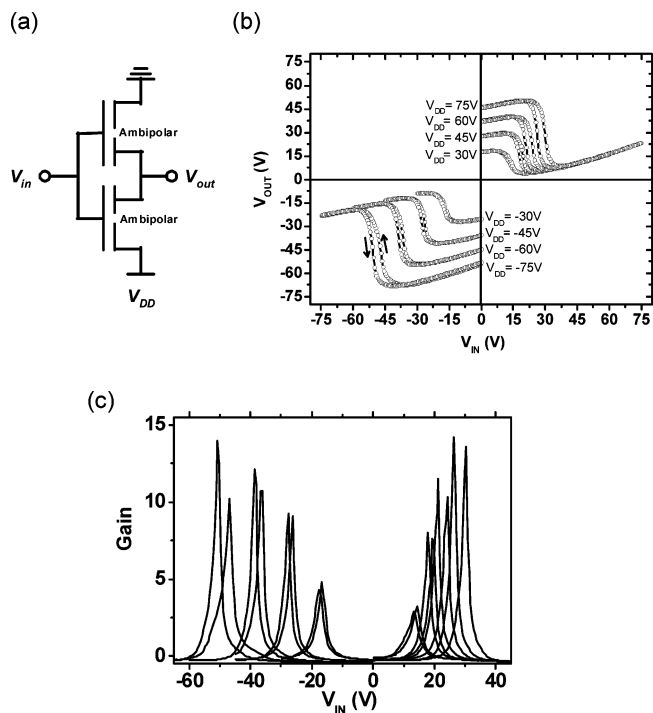 (a)
Ambipolar
V_in
V_out
Ambipolar
V_DD
(b)
75
60
45
30
15
0
-15
-30
-45
-60
-75
V_OUT (V)
V_DD= 75V
V_DD= 60V
V_DD= 45V
V_DD= 30V
V_DD= -30V
V_DD= -45V
V_DD= -60V
V_DD= -75V
-75 -60 -45 -30 -15 0 15 30 45 60 75
V_IN (V)
(c)
15
10
5
0
Gain
-60 -40 -20 0 20 40
V_IN (V)